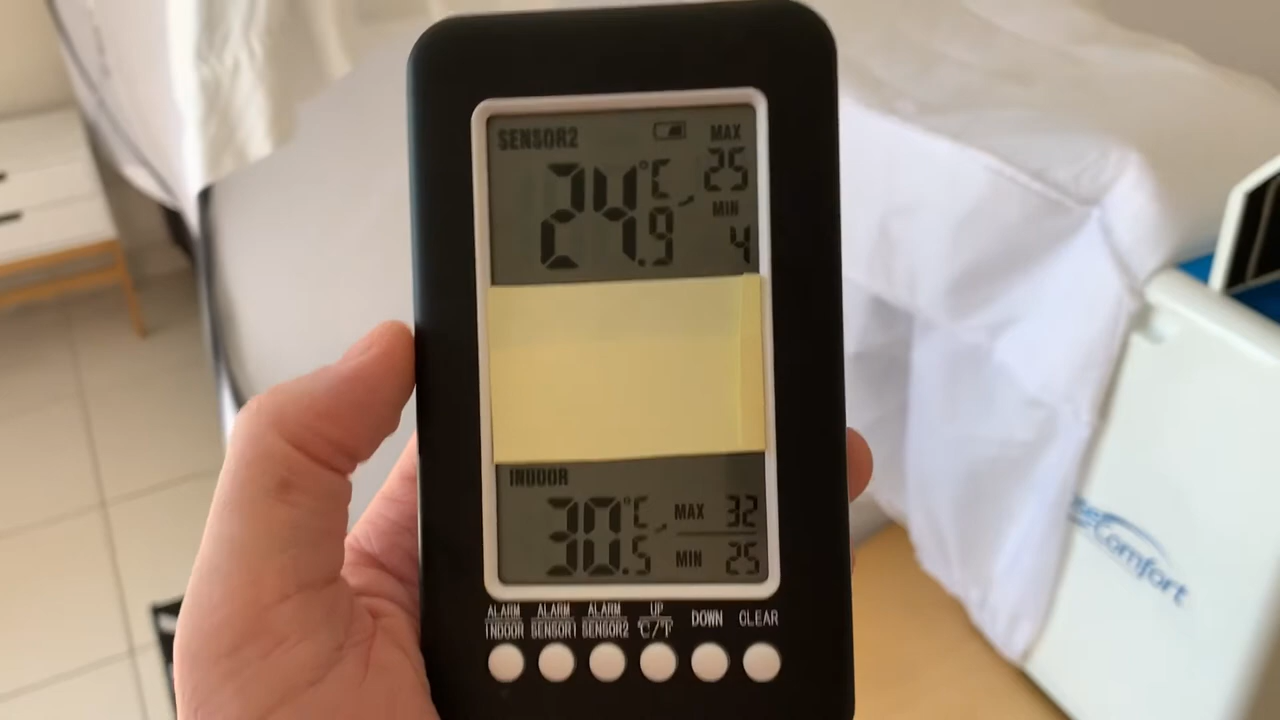 SENSOR2
MAX
25
24.9 °C
MIN
4
INDOOR
30.5 °C
MAX 32
MIN 25
ALARM ALARM ALARM UP DOWN CLEAR
INDOOR SENSOR1 SENSOR2 °C/°F
Comfort